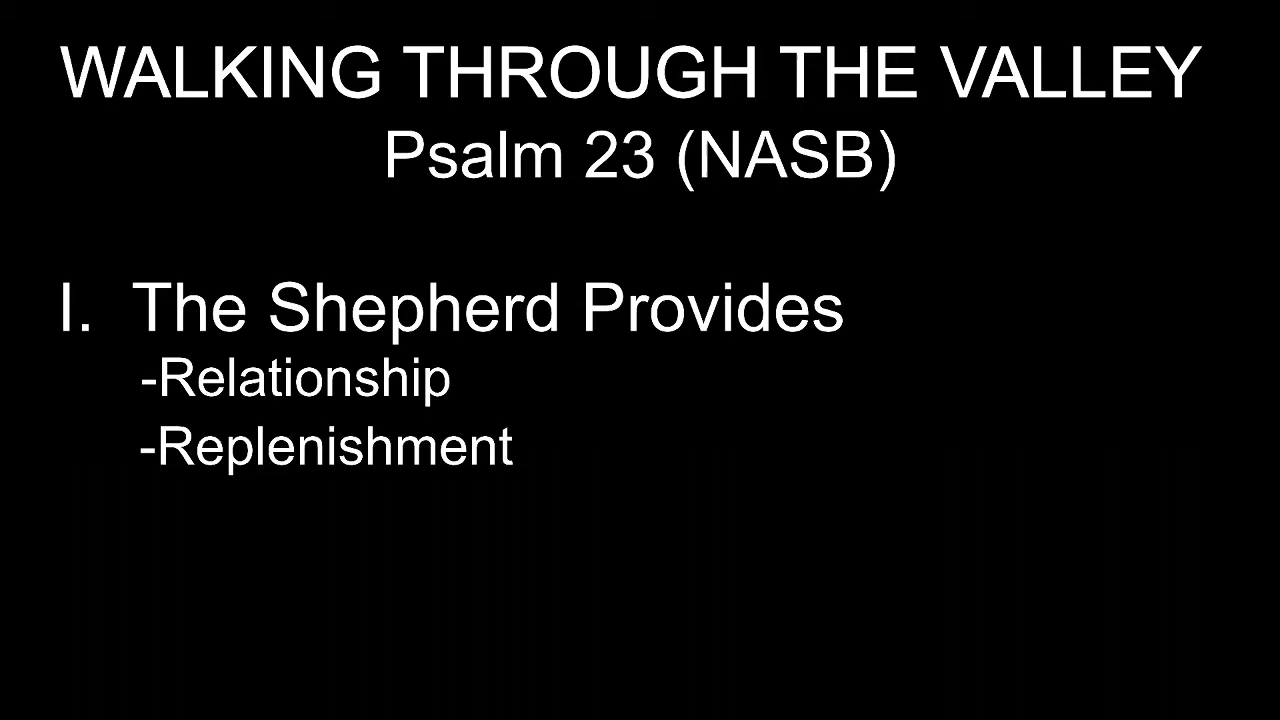 WALKING THROUGH THE VALLEY
Psalm 23 (NASB)
I. The Shepherd Provides
-Relationship
-Replenishment